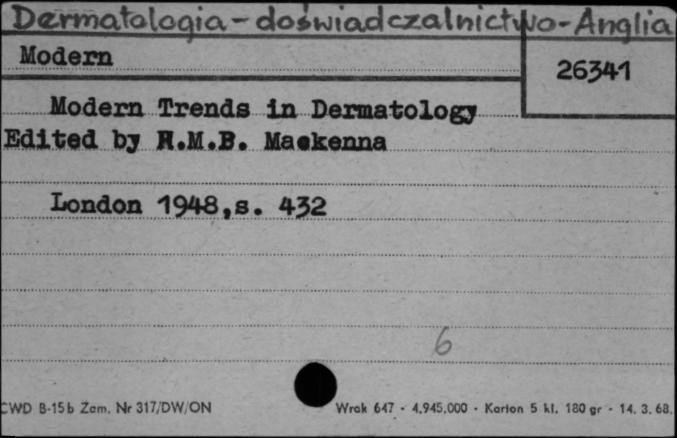 Dermatologia - doświadczalnictwo - Anglia
Modern
26341
Modern Trends in Dermatology
Edited by R.M.B. Mackenna
London 1948,s. 432
6
CWD B-15b Zam. Nr 317/DW/ON
Wrak 647 - 4.945.000 - Karton 5 kl. 180 gr - 14. 3. 68.